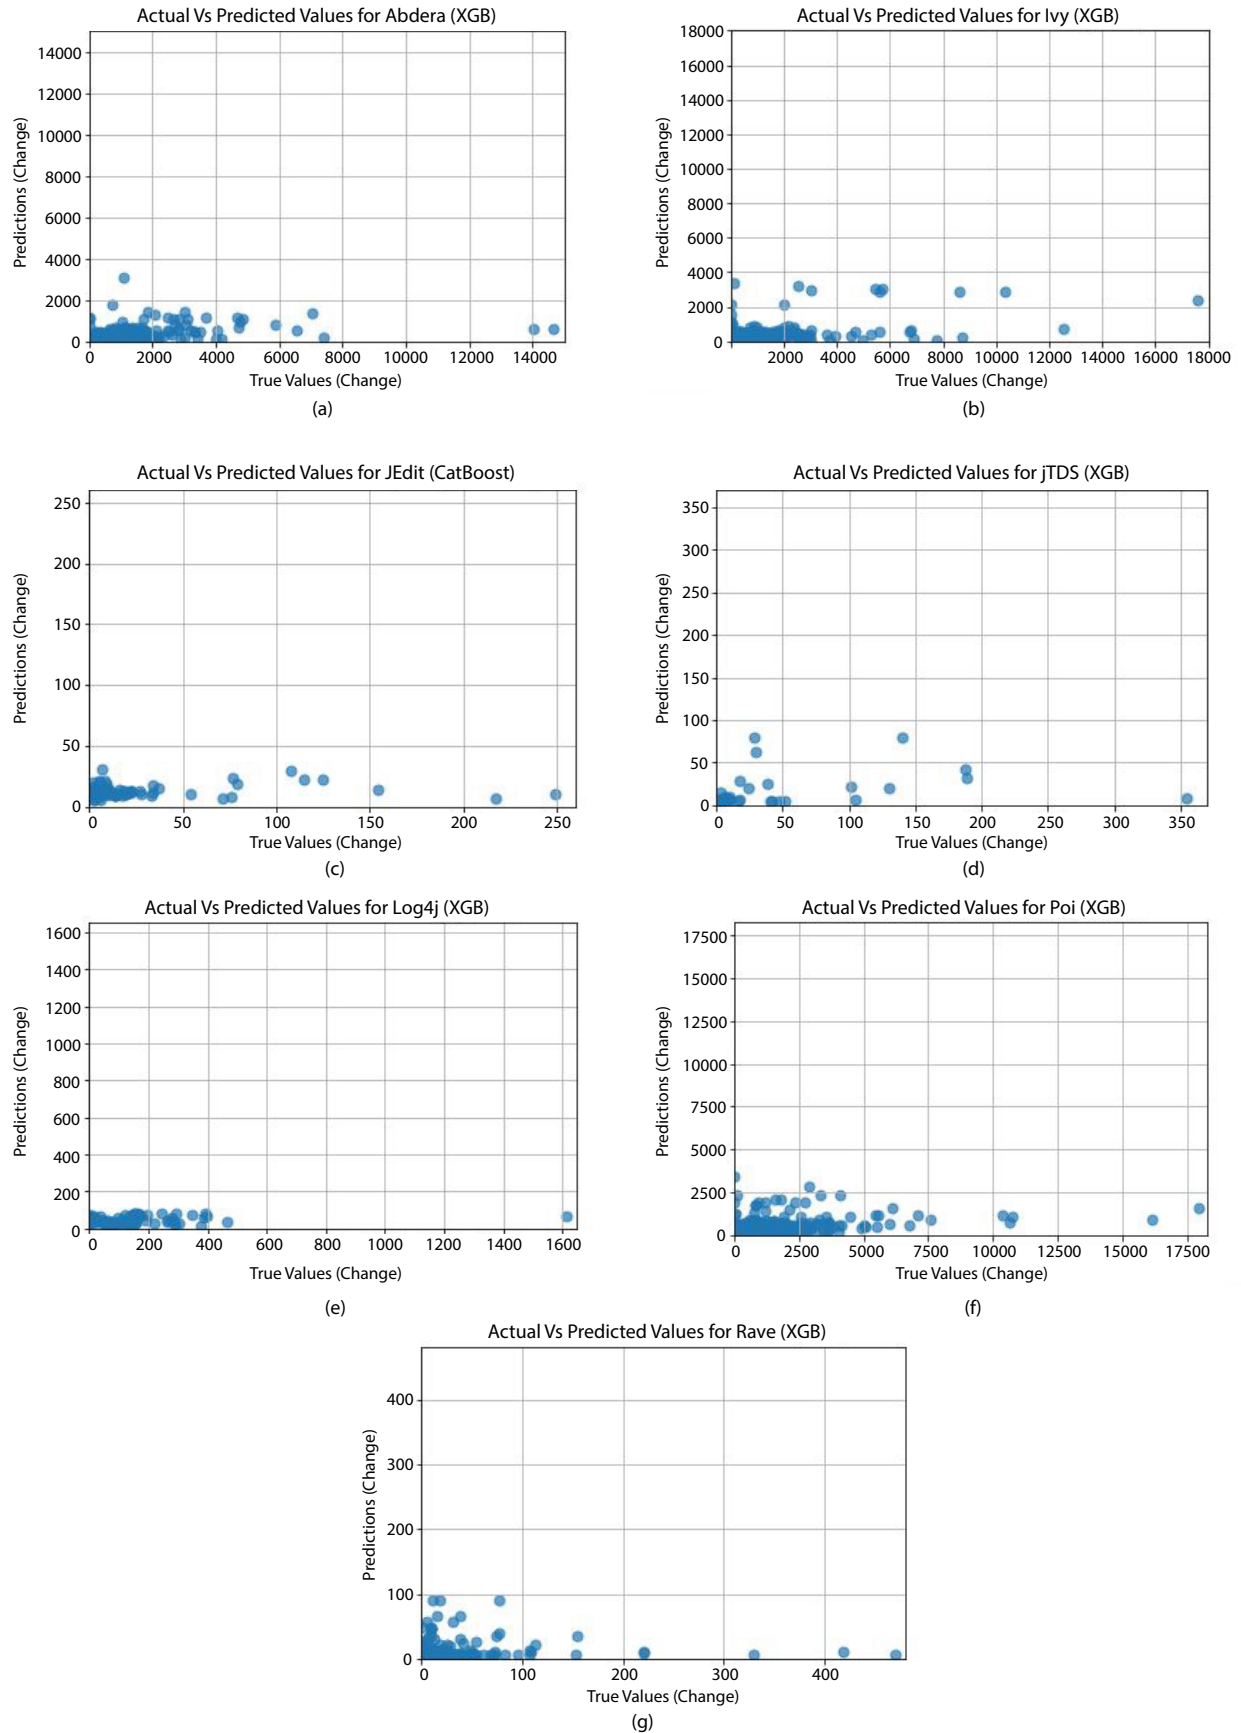 Actual Vs Predicted Values for Abdera (XGB)
14000
12000
10000
8000
6000
4000
2000
0
Predictions (Change)
0 2000 4000 6000 8000 10000 12000 14000
True Values (Change)
(a)
Actual Vs Predicted Values for Ivy (XGB)
18000
16000
14000
12000
10000
8000
6000
4000
2000
0
Predictions (Change)
2000 4000 6000 8000 10000 12000 14000 16000 18000
True Values (Change)
(b)
Actual Vs Predicted Values for JEdit (CatBoost)
250
200
150
100
50
0
Predictions (Change)
0 50 100 150 200 250
True Values (Change)
(c)
Actual Vs Predicted Values for jTDS (XGB)
350
300
250
200
150
100
50
0
Predictions (Change)
0 50 100 150 200 250 300 350
True Values (Change)
(d)
Actual Vs Predicted Values for Log4j (XGB)
1600
1400
1200
1000
800
600
400
200
0
Predictions (Change)
0 200 400 600 800 1000 1200 1400 1600
True Values (Change)
(e)
Actual Vs Predicted Values for Poi (XGB)
17500
15000
12500
10000
7500
5000
2500
0
Predictions (Change)
0 2500 5000 7500 10000 12500 15000 17500
True Values (Change)
(f)
Actual Vs Predicted Values for Rave (XGB)
400
300
200
100
0
Predictions (Change)
0 100 200 300 400
True Values (Change)
(g)